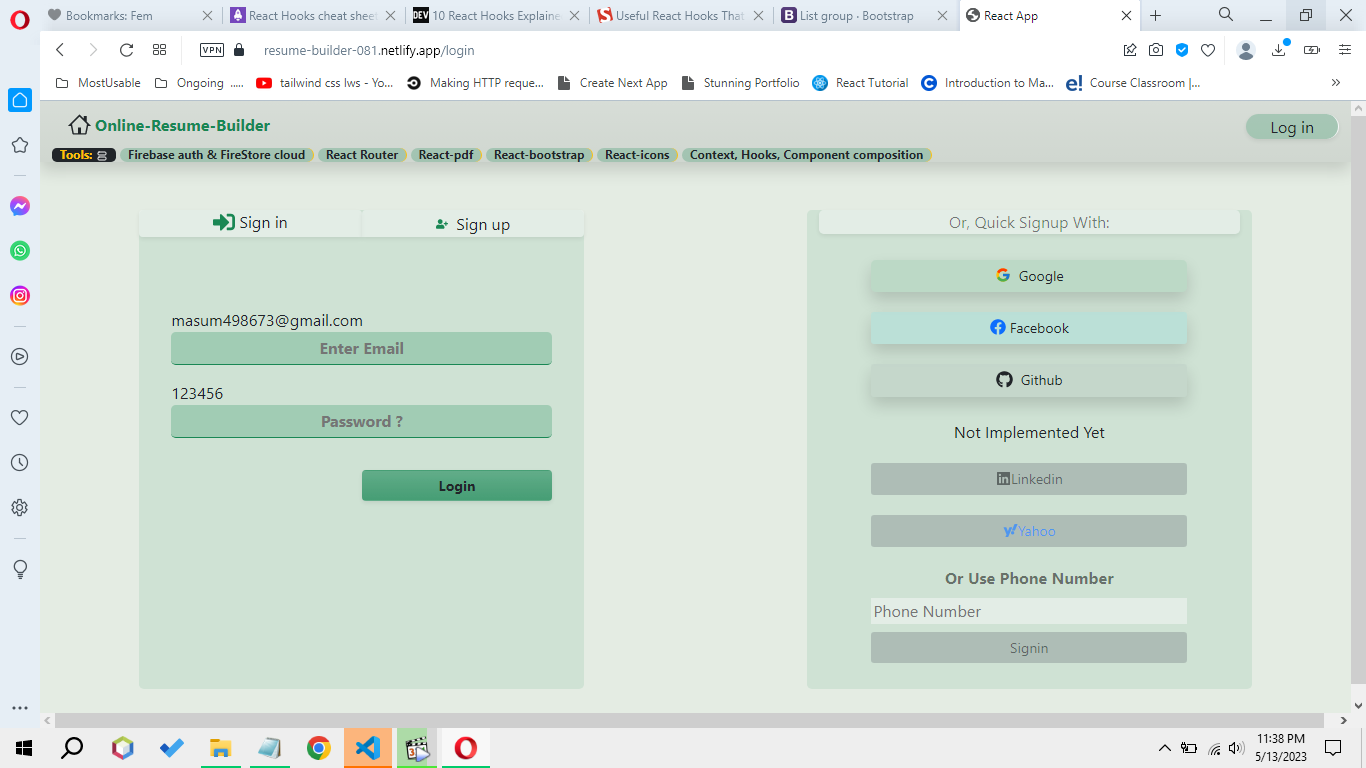 Bookmarks: Fem
React Hooks cheat sheet
DEV 10 React Hooks Explaine
Useful React Hooks That
B List group · Bootstrap
React App
VPN resume-builder-081.netlify.app/login
MostUsable
Ongoing .....
tailwind css lws - Yo...
Making HTTP reque...
Create Next App
Stunning Portfolio
React Tutorial
Introduction to Ma...
e! Course Classroom |...
Online-Resume-Builder
Log in
Tools:
Firebase auth & FireStore cloud
React Router
React-pdf
React-bootstrap
React-icons
Context, Hooks, Component composition
Sign in
Sign up
masum498673@gmail.com
Enter Email
123456
Password ?
Login
Or, Quick Signup With:
Google
Facebook
Github
Not Implemented Yet
Linkedin
Yahoo
Or Use Phone Number
Phone Number
Signin
11:38 PM
5/13/2023